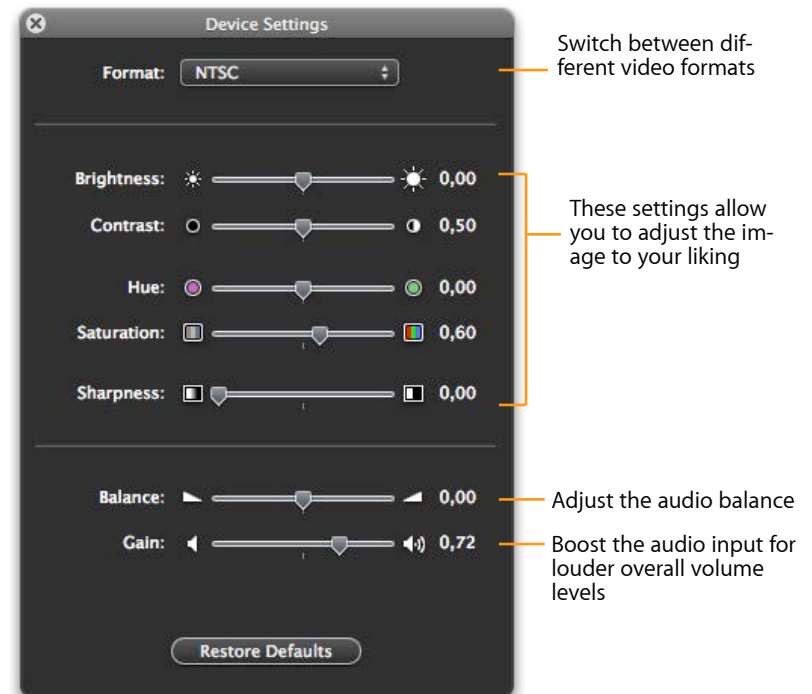 Device Settings
Format: NTSC
Switch between dif-
ferent video formats
Brightness: 0,00
Contrast: 0,50
Hue: 0,00
Saturation: 0,60
Sharpness: 0,00
These settings allow
you to adjust the im-
age to your liking
Balance: 0,00
Adjust the audio balance
Gain: 0,72
Boost the audio input for
louder overall volume
levels
Restore Defaults